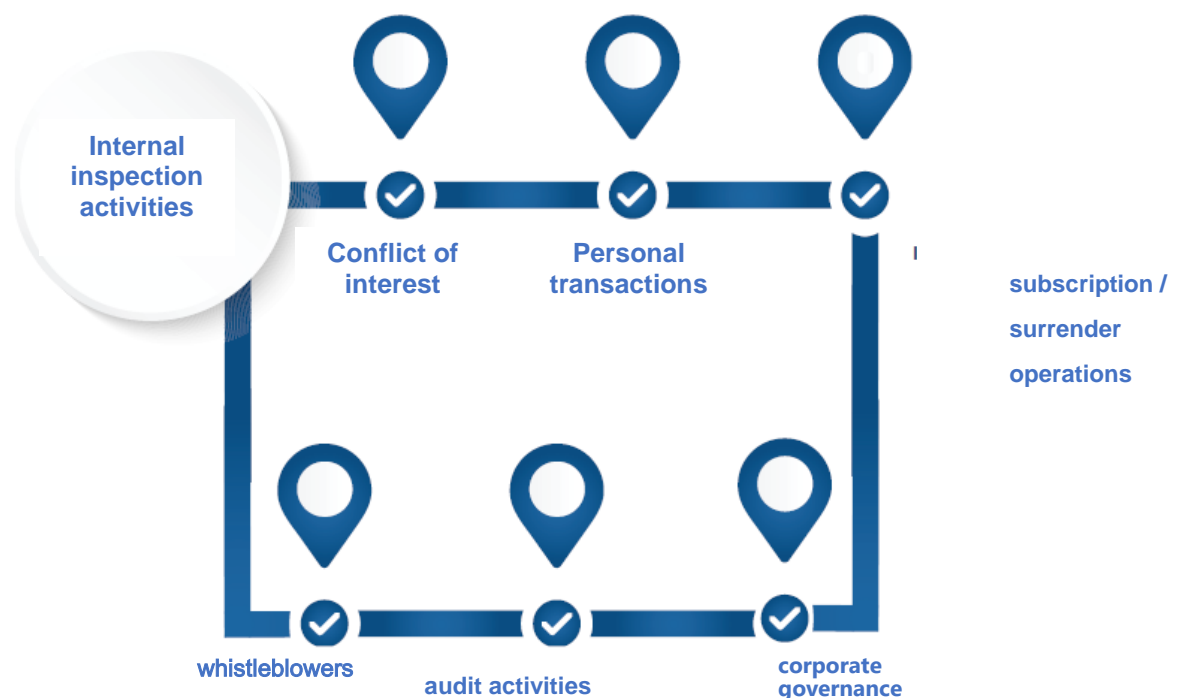 Internal
inspection
activities
Conflict of
interest
Personal
transactions
subscription /
surrender
operations
whistleblowers
audit activities
corporate
governance